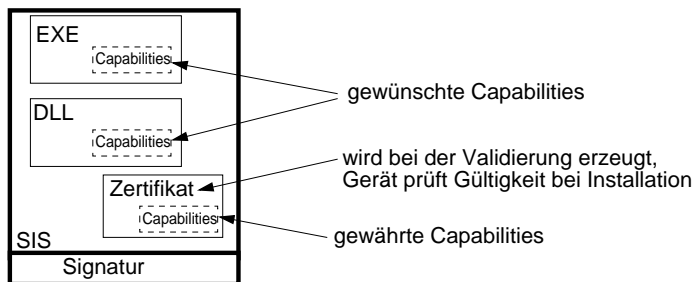 EXE
Capabilities
gewünschte Capabilities
DLL
Capabilities
wird bei der Validierung erzeugt,
Gerät prüft Gültigkeit bei Installation
Zertifikat
Capabilities
gewährte Capabilities
SIS
Signatur